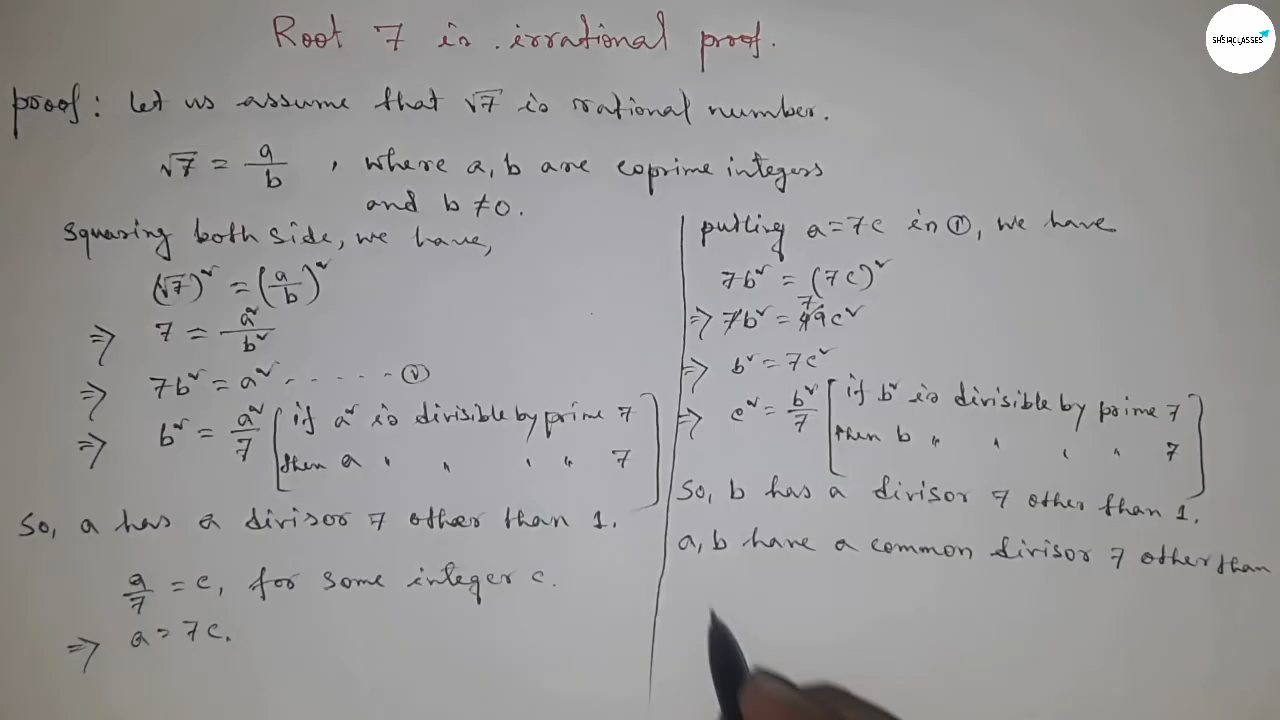 Root 7 is irrational proof.
SHSIRCLASSES
proof: Let us assume that √7 is rational number.
√7 = a/b , where a, b are coprime integers
and b ≠ 0.
Squaring both side, we have,
(√7)² = (a/b)²
⇒ 7 = a²/b²
⇒ 7b² = a² - - - - - - ①
⇒ b² = a²/7 [if a² is divisible by prime 7
then a " " " " 7]
So, a has a divisor 7 other than 1.
a/7 = c, for some integer c.
⇒ a = 7c.
putting a = 7c in ①, we have
7b² = (7c)²
⇒ 7b² = 49c²
7
⇒ b² = 7c²
⇒ c² = b²/7 [if b² is divisible by prime 7
then b " " " " 7]
So, b has a divisor 7 other than 1.
a, b have a common divisor 7 other than